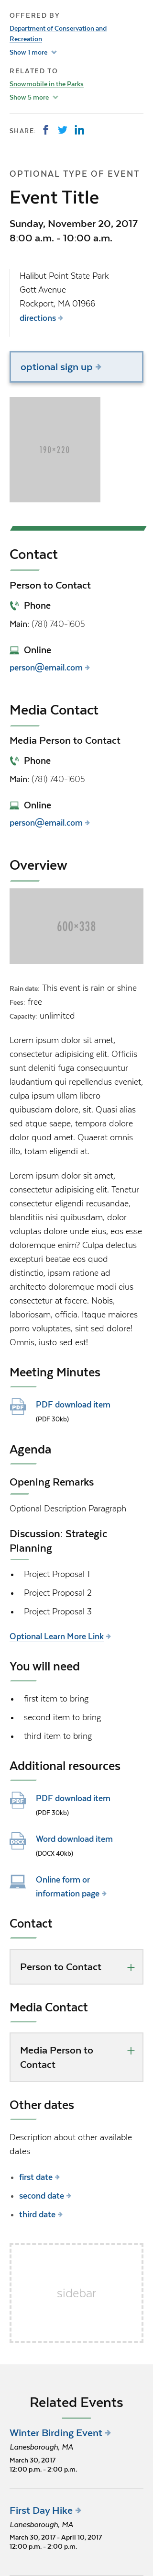 OFFERED BY
Department of Conservation and
Recreation
Show 1 more
RELATED TO
Snowmobile in the Parks
Show 5 more
SHARE:
OPTIONAL TYPE OF EVENT
Event Title
Sunday, November 20, 2017
8:00 a.m. - 10:00 a.m.
Halibut Point State Park
Gott Avenue
Rockport, MA 01966
directions
optional sign up
190×220
Contact
Person to Contact
Phone
Main: (781) 740-1605
Online
person@email.com
Media Contact
Media Person to Contact
Phone
Main: (781) 740-1605
Online
person@email.com
Overview
600×338
Rain date: This event is rain or shine
Fees: free
Capacity: unlimited
Lorem ipsum dolor sit amet,
consectetur adipisicing elit. Officiis
sunt deleniti fuga consequuntur
laudantium qui repellendus eveniet,
culpa ipsam ullam libero
quibusdam dolore, sit. Quasi alias
sed atque saepe, tempora dolore
dolor quod amet. Quaerat omnis
illo, totam eligendi at.
Lorem ipsum dolor sit amet,
consectetur adipisicing elit. Tenetur
consectetur eligendi recusandae,
blanditiis nisi quibusdam, dolor
voluptas dolore unde eius, eos esse
doloremque enim? Culpa delectus
excepturi beatae eos quod
distinctio, ipsam ratione ad
architecto doloremque modi eius
consectetur at facere. Nobis,
laboriosam, officia. Itaque maiores
porro voluptates, sint sed dolore!
Omnis, iusto sed est!
Meeting Minutes
PDF
PDF download item
(PDF 30kb)
Agenda
Opening Remarks
Optional Description Paragraph
Discussion: Strategic
Planning
• Project Proposal 1
• Project Proposal 2
• Project Proposal 3
Optional Learn More Link
You will need
• first item to bring
• second item to bring
• third item to bring
Additional resources
PDF
PDF download item
(PDF 30kb)
DOCX
Word download item
(DOCX 40kb)
Online form or
information page
Contact
Person to Contact
Media Contact
Media Person to
Contact
Other dates
Description about other available
dates
• first date
• second date
• third date
sidebar
Related Events
Winter Birding Event
Lanesborough, MA
March 30, 2017
12:00 p.m. - 2:00 p.m.
First Day Hike
Lanesborough, MA
March 30, 2017 - April 10, 2017
12:00 p.m. - 2:00 p.m.